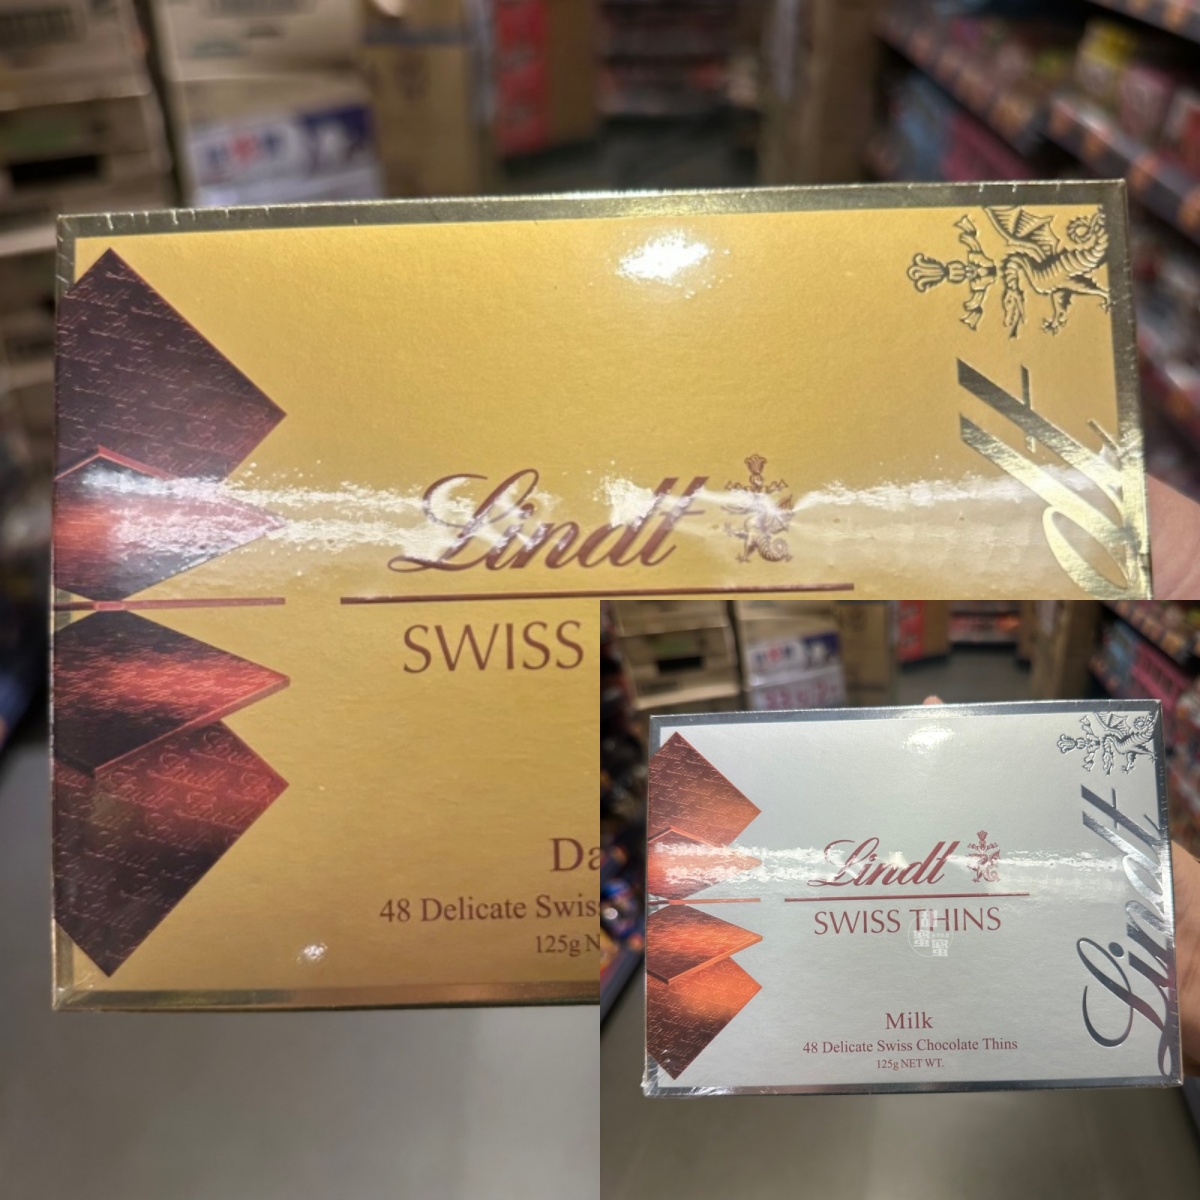 Lindt
SWISS
Da
48 Delicate Swis
125g N
Lindt
SWISS THINS
Milk
48 Delicate Swiss Chocolate Thins
125g NET WT.
Lindt